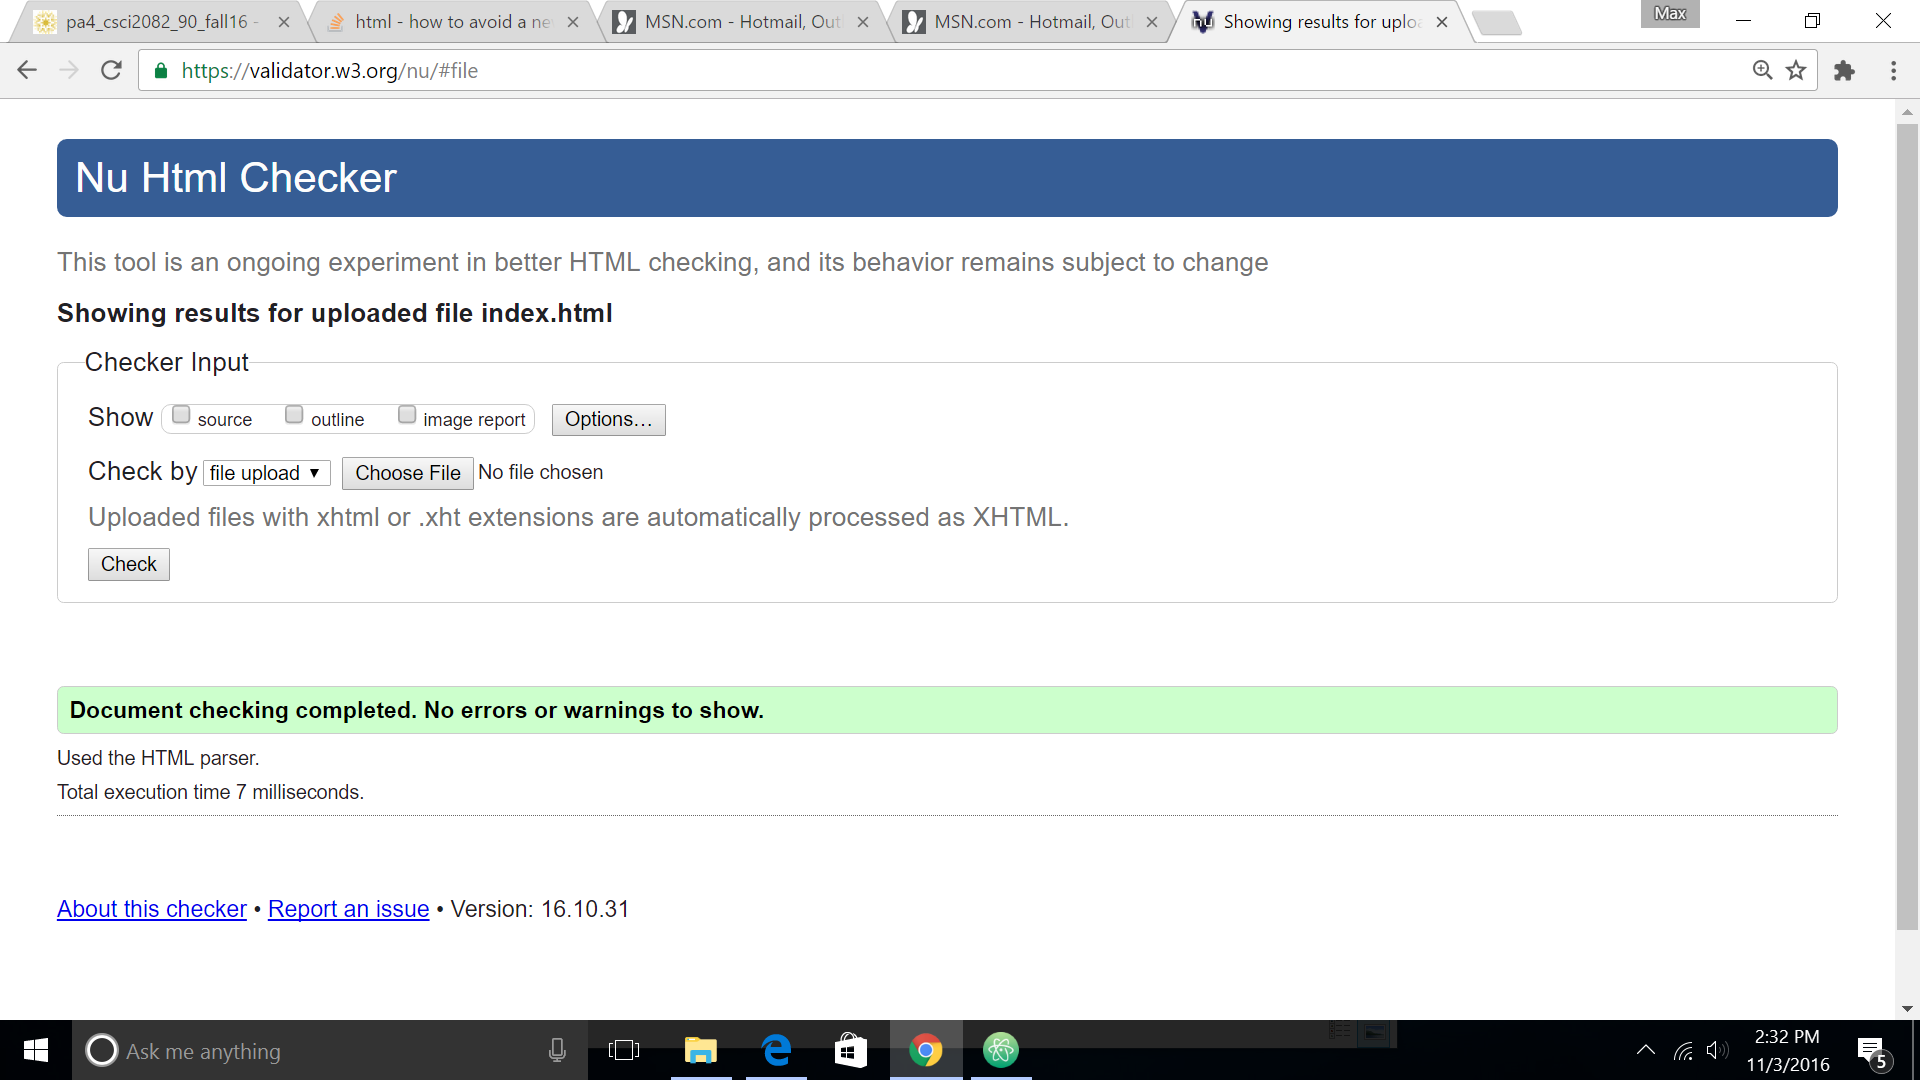 pa4_csci2082_90_fall16 -
html - how to avoid a ne
MSN.com - Hotmail, Out
MSN.com - Hotmail, Out
Showing results for uplo
Max
https://validator.w3.org/nu/#file
Nu Html Checker
This tool is an ongoing experiment in better HTML checking, and its behavior remains subject to change
Showing results for uploaded file index.html
Checker Input
Show source outline image report Options…
Check by file upload Choose File No file chosen
Uploaded files with xhtml or .xht extensions are automatically processed as XHTML.
Check
Document checking completed. No errors or warnings to show.
Used the HTML parser.
Total execution time 7 milliseconds.
About this checker • Report an issue • Version: 16.10.31
Ask me anything
2:32 PM
11/3/2016
5